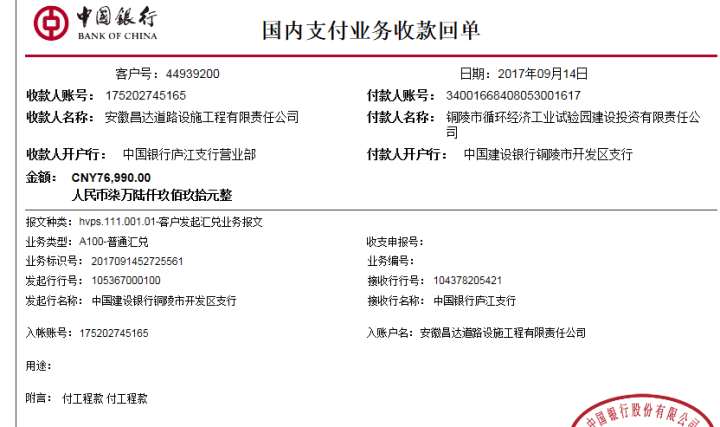 中国银行
BANK OF CHINA
国内支付业务收款回单
客户号：44939200
日期：2017年09月14日
收款人账号：175202745165
付款人账号：34001668408053001617
收款人名称：安徽昌达道路设施工程有限责任公司
付款人名称：铜陵市循环经济工业试验园建设投资有限责任公
司
收款人开户行：中国银行庐江支行营业部
付款人开户行：中国建设银行铜陵市开发区支行
金额：CNY76,990.00
人民币柒万陆仟玖佰玖拾元整
报文种类：hvps.111.001.01-客户发起汇兑业务报文
业务类型：A100-普通汇兑
收支申报号：
业务标识号：2017091452725561
业务编号：
发起行行号：105367000100
接收行行号：104378205421
发起行名称：中国建设银行铜陵市开发区支行
接收行名称：中国银行庐江支行
入帐账号：175202745165
入账户名：安徽昌达道路设施工程有限责任公司
用途：
附言：付工程款 付工程款
国银行股份有限公司